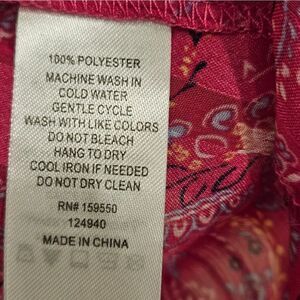 100% POLYESTER
MACHINE WASH IN
COLD WATER
GENTLE CYCLE
WASH WITH LIKE COLORS
DO NOT BLEACH
HANG TO DRY
COOL IRON IF NEEDED
DO NOT DRY CLEAN
RN# 159550
124940
MADE IN CHINA